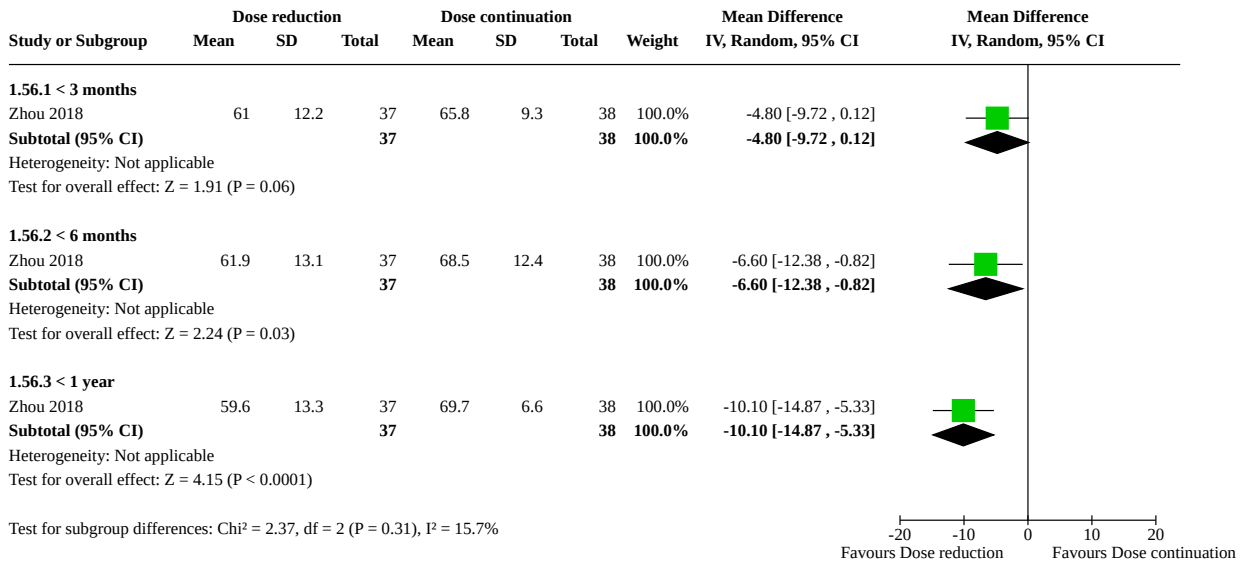 Dose reduction Dose continuation Mean Difference Mean Difference
Study or Subgroup Mean SD Total Mean SD Total Weight IV, Random, 95% CI IV, Random, 95% CI
1.56.1 < 3 months
Zhou 2018 61 12.2 37 65.8 9.3 38 100.0% -4.80 [-9.72 , 0.12]
Subtotal (95% CI) 37 38 100.0% -4.80 [-9.72 , 0.12]
Heterogeneity: Not applicable
Test for overall effect: Z = 1.91 (P = 0.06)
1.56.2 < 6 months
Zhou 2018 61.9 13.1 37 68.5 12.4 38 100.0% -6.60 [-12.38 , -0.82]
Subtotal (95% CI) 37 38 100.0% -6.60 [-12.38 , -0.82]
Heterogeneity: Not applicable
Test for overall effect: Z = 2.24 (P = 0.03)
1.56.3 < 1 year
Zhou 2018 59.6 13.3 37 69.7 6.6 38 100.0% -10.10 [-14.87 , -5.33]
Subtotal (95% CI) 37 38 100.0% -10.10 [-14.87 , -5.33]
Heterogeneity: Not applicable
Test for overall effect: Z = 4.15 (P < 0.0001)
Test for subgroup differences: Chi² = 2.37, df = 2 (P = 0.31), I² = 15.7%
-20 -10 0 10 20
Favours Dose reduction Favours Dose continuation